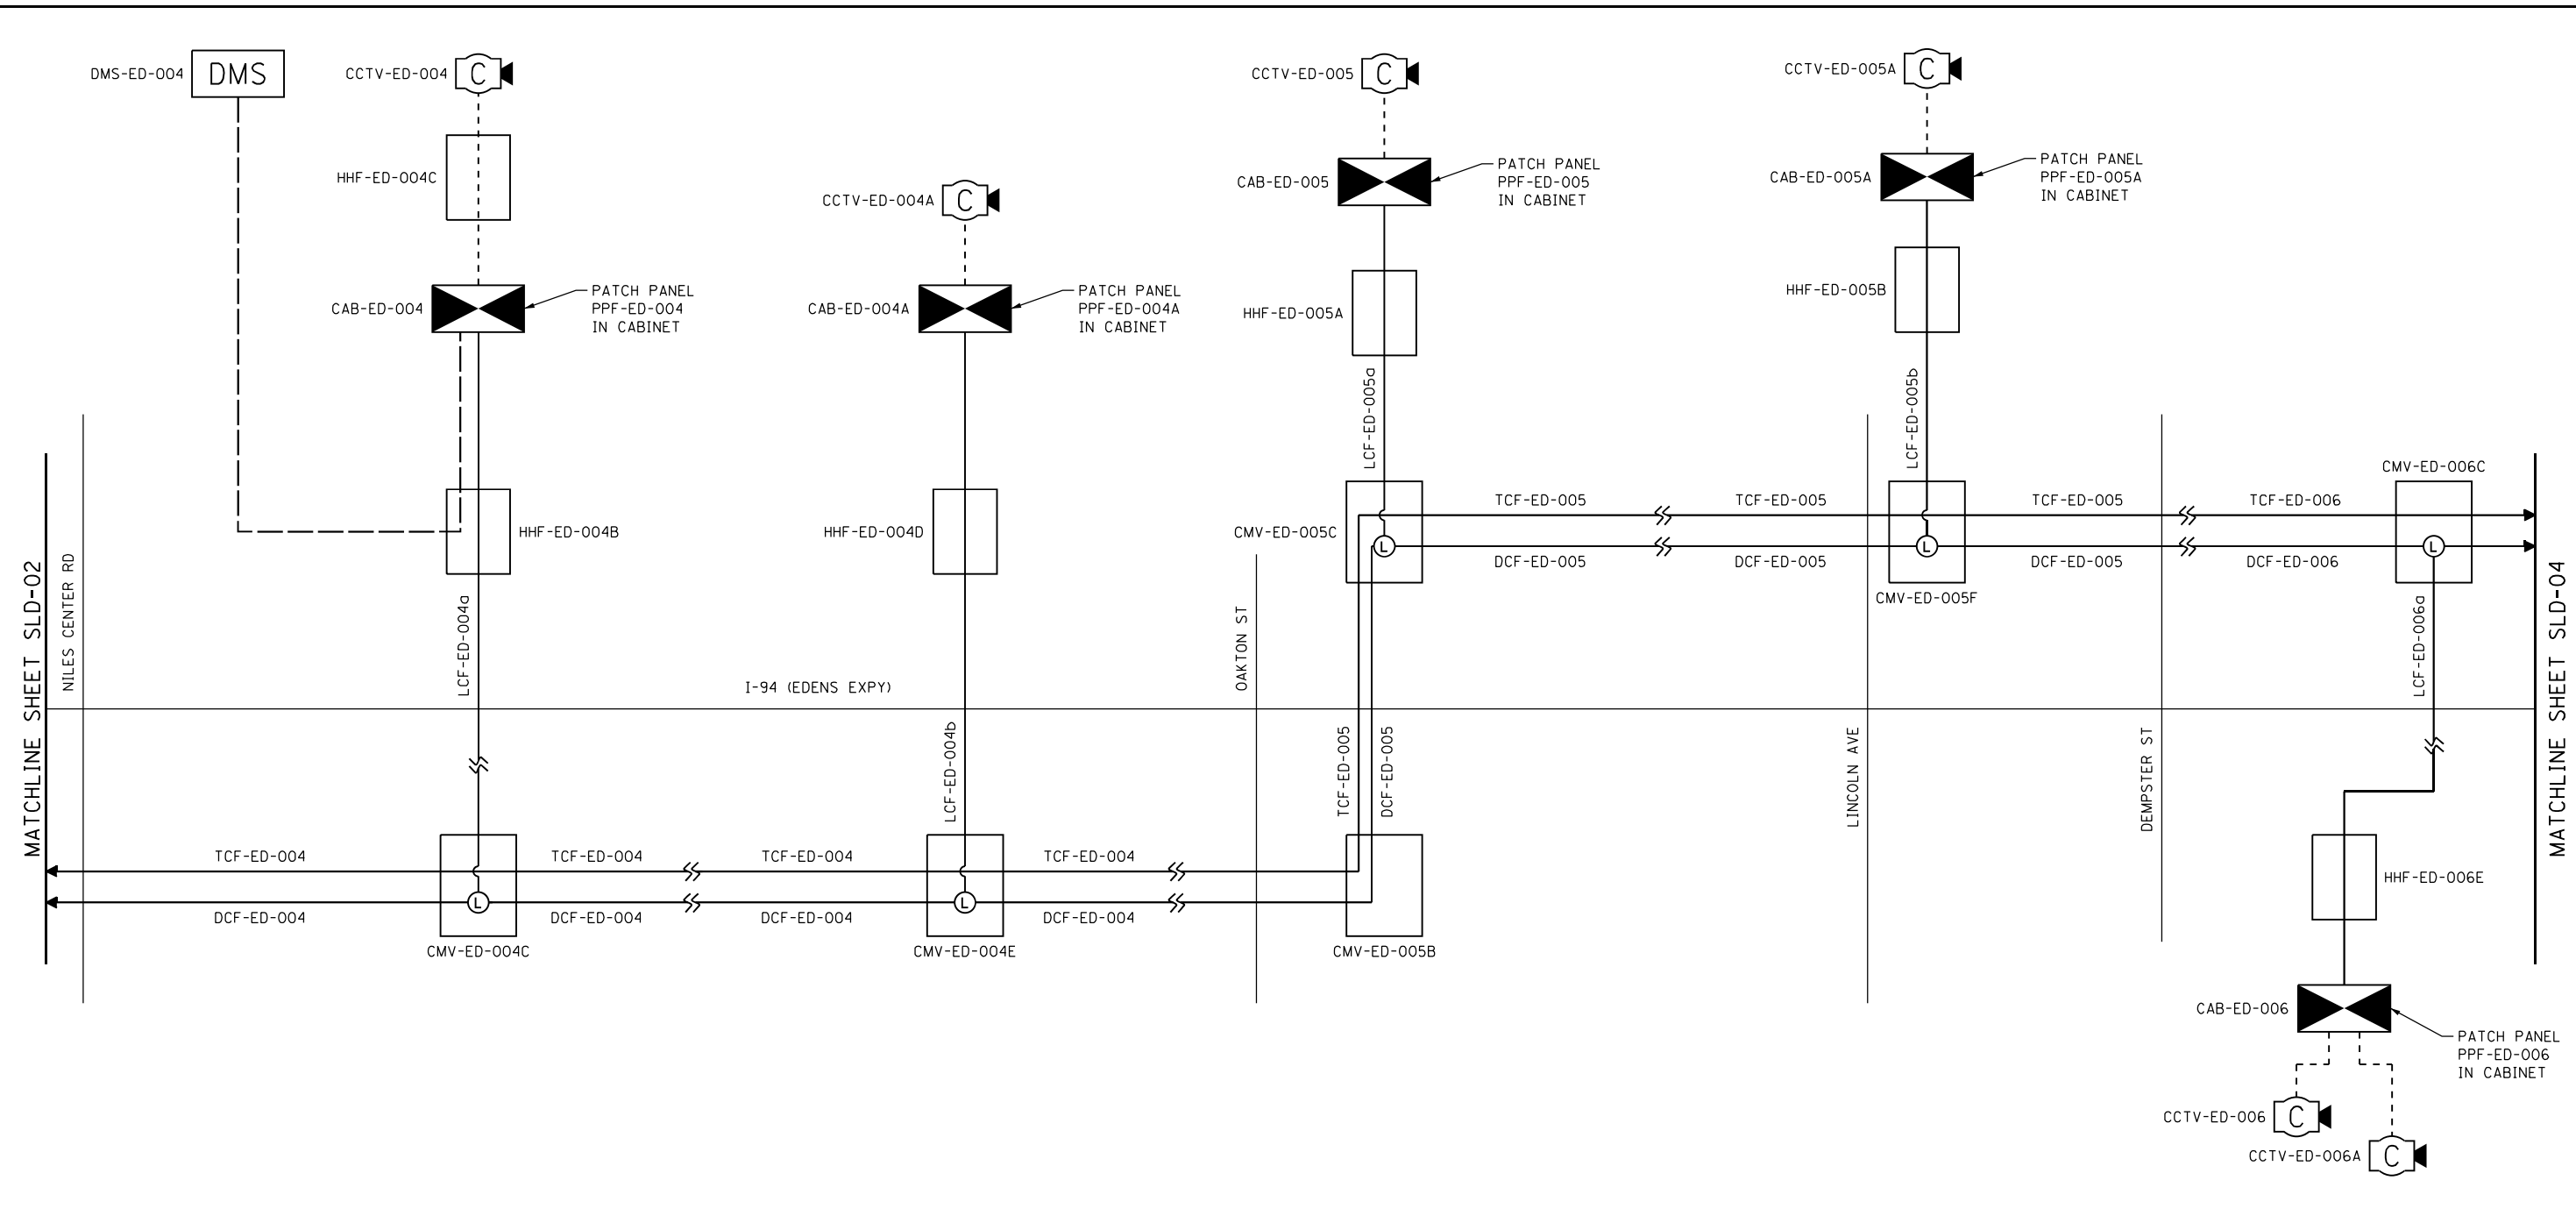 DMS-ED-004
DMS
CCTV-ED-004
C
CCTV-ED-005
C
CCTV-ED-005A
C
HHF-ED-004C
CCTV-ED-004A
C
CAB-ED-005
PATCH PANEL
PPF-ED-005
IN CABINET
CAB-ED-005A
PATCH PANEL
PPF-ED-005A
IN CABINET
CAB-ED-004
PATCH PANEL
PPF-ED-004
IN CABINET
CAB-ED-004A
PATCH PANEL
PPF-ED-004A
IN CABINET
HHF-ED-005A
HHF-ED-005B
LCF-ED-005a
LCF-ED-005b
CMV-ED-006C
HHF-ED-004B
HHF-ED-004D
CMV-ED-005C
TCF-ED-005
TCF-ED-005
TCF-ED-005
TCF-ED-006
L
L
L
DCF-ED-005
DCF-ED-005
DCF-ED-005
DCF-ED-006
CMV-ED-005F
MATCHLINE SHEET SLD-02
NILES CENTER RD
LCF-ED-004a
I-94 (EDENS EXPY)
OAKTON ST
LCF-ED-006a
MATCHLINE SHEET SLD-04
LCF-ED-004b
TCF-ED-005
DCF-ED-005
LINCOLN AVE
DEMPSTER ST
TCF-ED-004
TCF-ED-004
TCF-ED-004
TCF-ED-004
L
L
DCF-ED-004
DCF-ED-004
DCF-ED-004
DCF-ED-004
CMV-ED-004C
CMV-ED-004E
CMV-ED-005B
HHF-ED-006E
CAB-ED-006
PATCH PANEL
PPF-ED-006
IN CABINET
CCTV-ED-006
C
CCTV-ED-006A
C